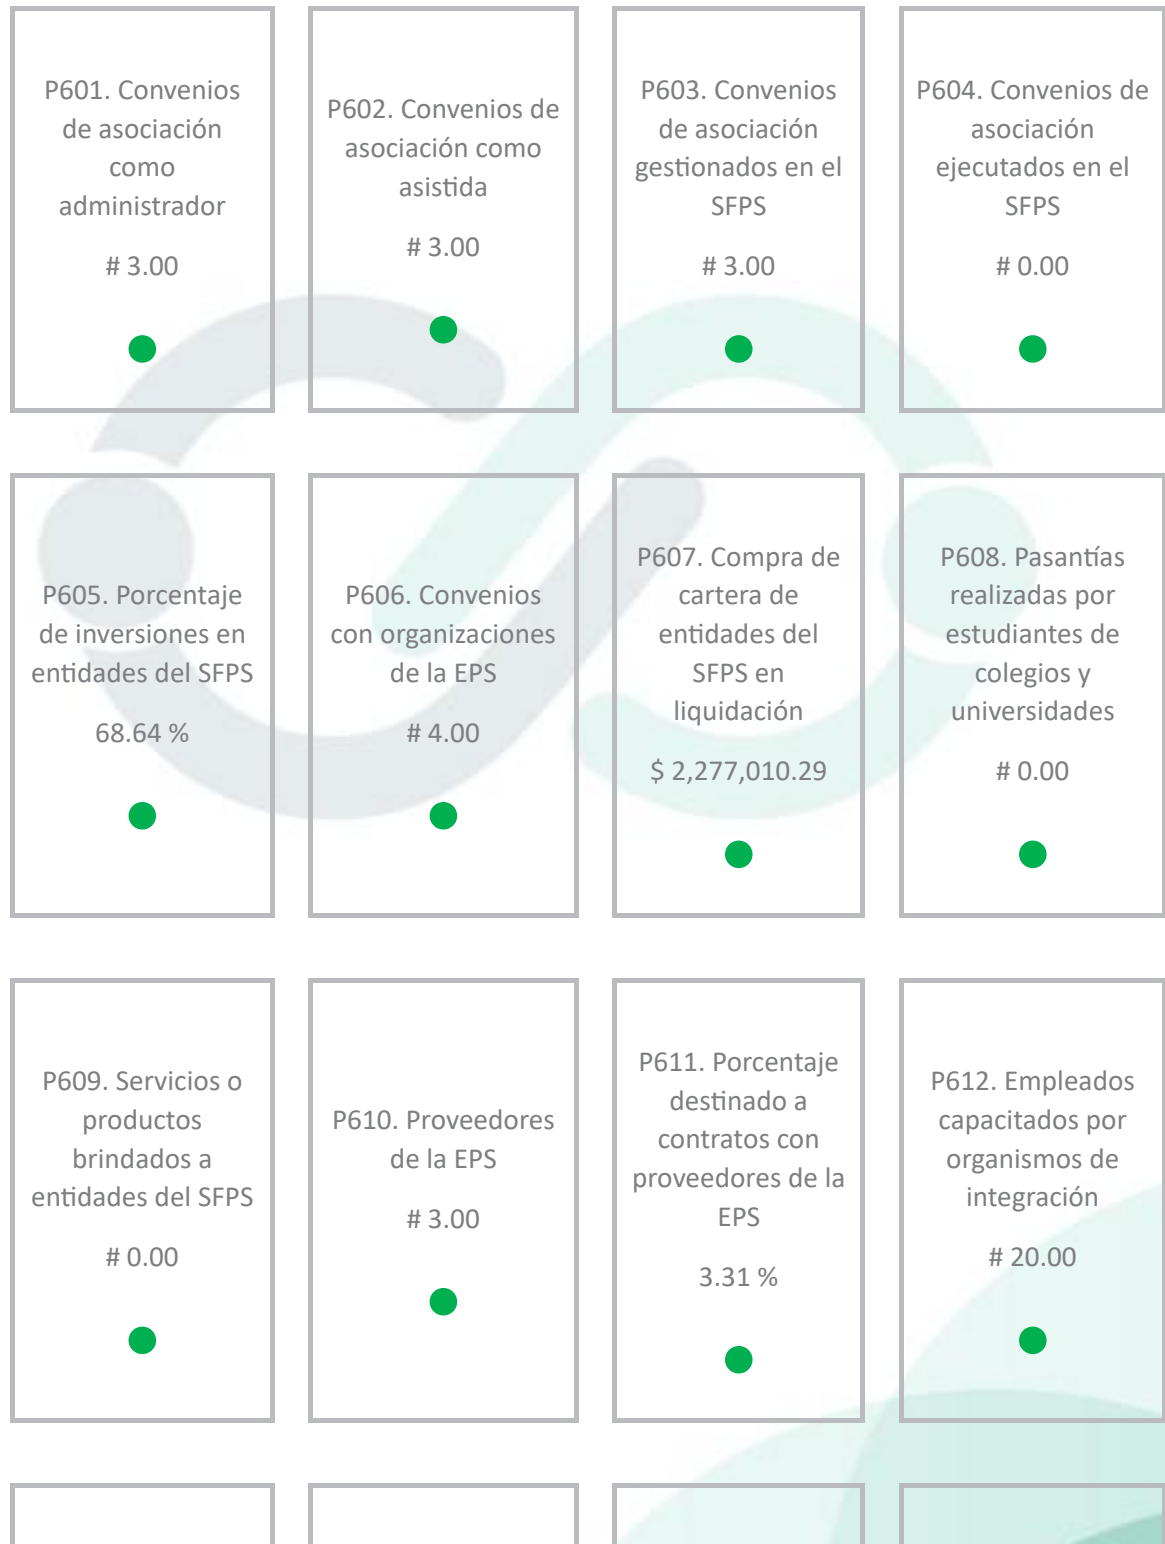 P601. Convenios
de asociación
como
administrador
# 3.00
P602. Convenios de
asociación como
asistida
# 3.00
P603. Convenios
de asociación
gestionados en el
SFPS
# 3.00
P604. Convenios de
asociación
ejecutados en el
SFPS
# 0.00
P605. Porcentaje
de inversiones en
entidades del SFPS
68.64 %
P606. Convenios
con organizaciones
de la EPS
# 4.00
P607. Compra de
cartera de
entidades del
SFPS en
liquidación
$ 2,277,010.29
P608. Pasantías
realizadas por
estudiantes de
colegios y
universidades
# 0.00
P609. Servicios o
productos
brindados a
entidades del SFPS
# 0.00
P610. Proveedores
de la EPS
# 3.00
P611. Porcentaje
destinado a
contratos con
proveedores de la
EPS
3.31 %
P612. Empleados
capacitados por
organismos de
integración
# 20.00